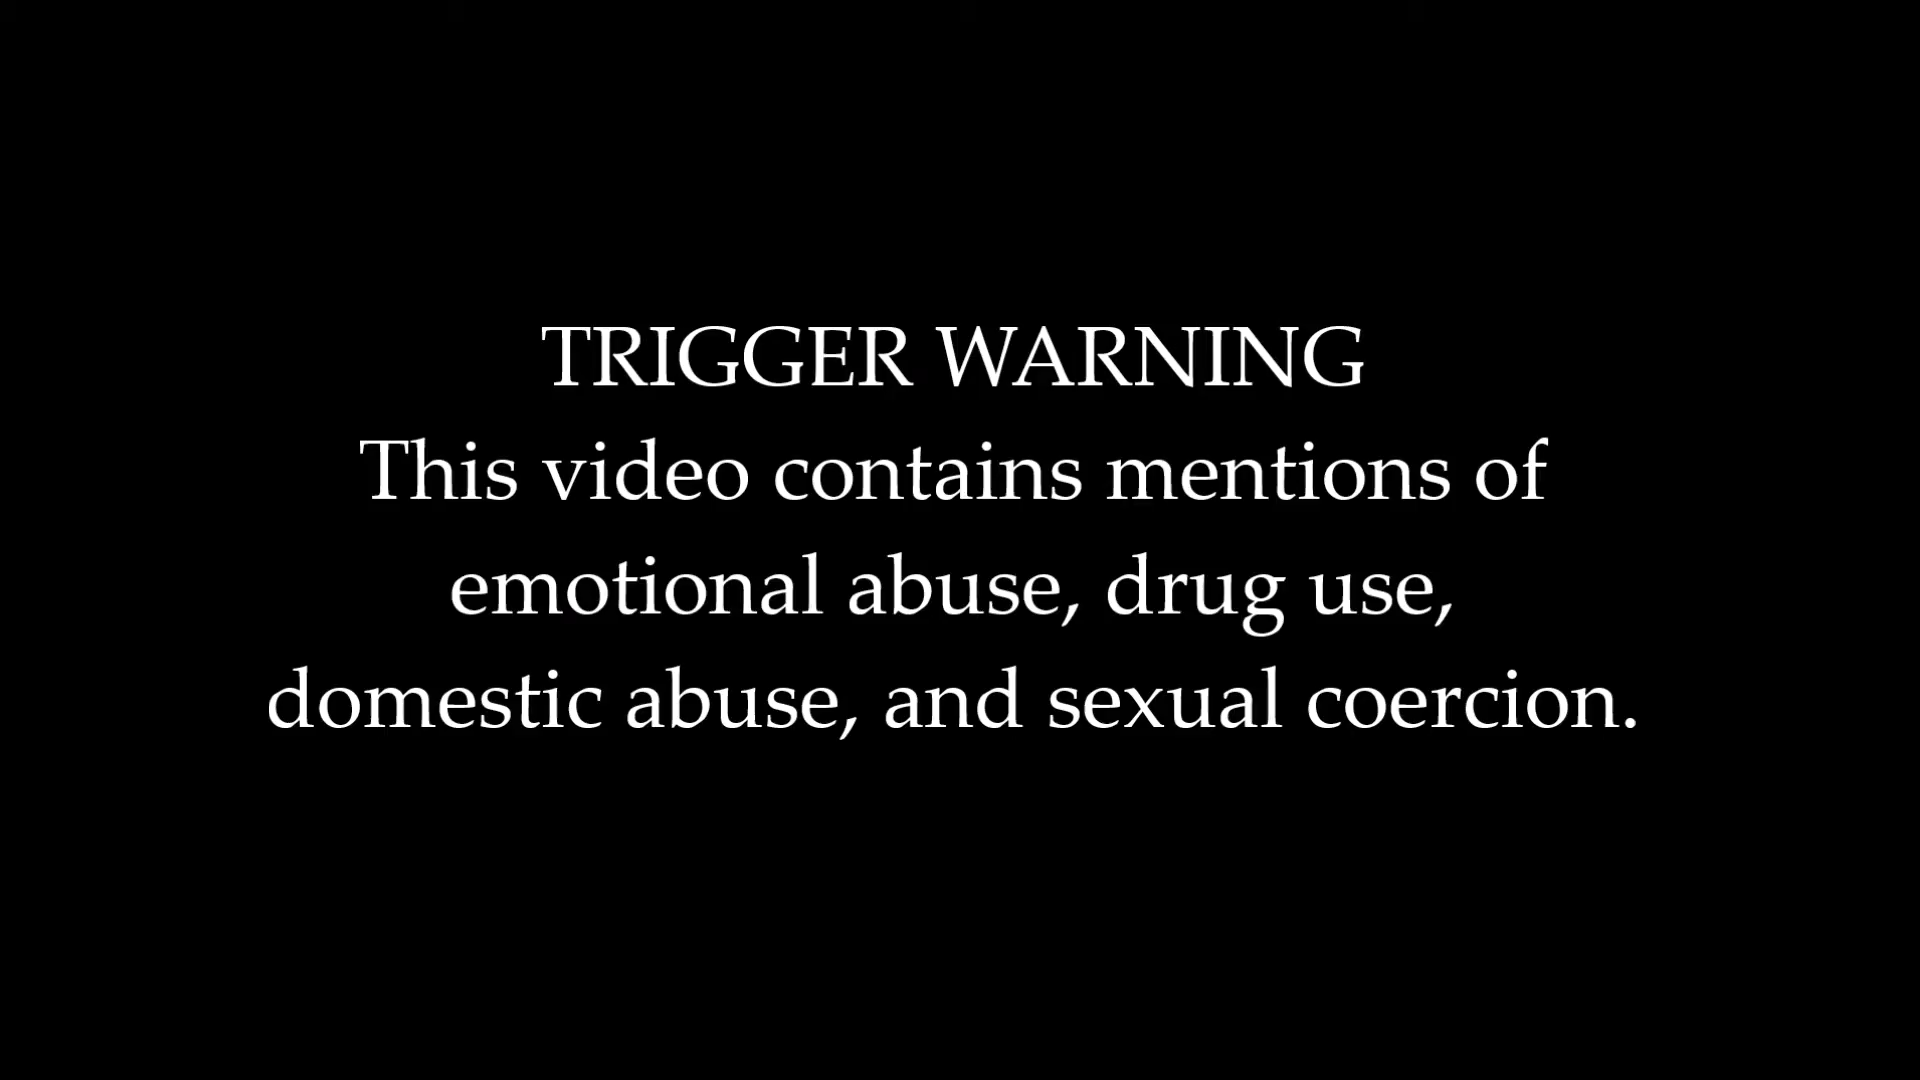 TRIGGER WARNING
This video contains mentions of
emotional abuse, drug use,
domestic abuse, and sexual coercion.